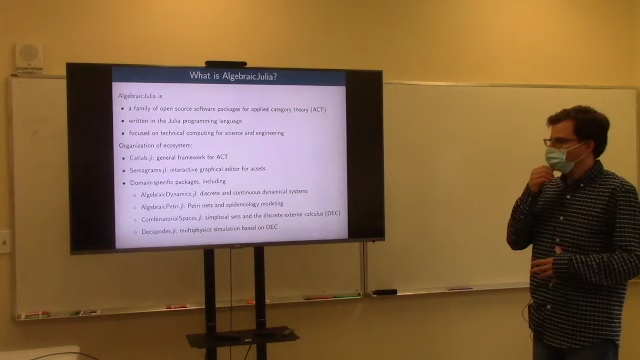 What is AlgebraicJulia?
AlgebraicJulia is
• a family of open source software packages for applied category theory (ACT)
• written in the Julia programming language
• focused on technical computing for science and engineering
Organization of ecosystem:
• Catlab.jl: general framework for ACT
• Semagrams.jl: interactive graphical editor for acsets
• Domain-specific packages, including
○ AlgebraicDynamics.jl: discrete and continuous dynamical systems
○ AlgebraicPetri.jl: Petri nets and epidemiology modeling
○ CombinatorialSpaces.jl: simplicial sets and the discrete exterior calculus (DEC)
○ Decapodes.jl: multiphysics simulation based on DEC